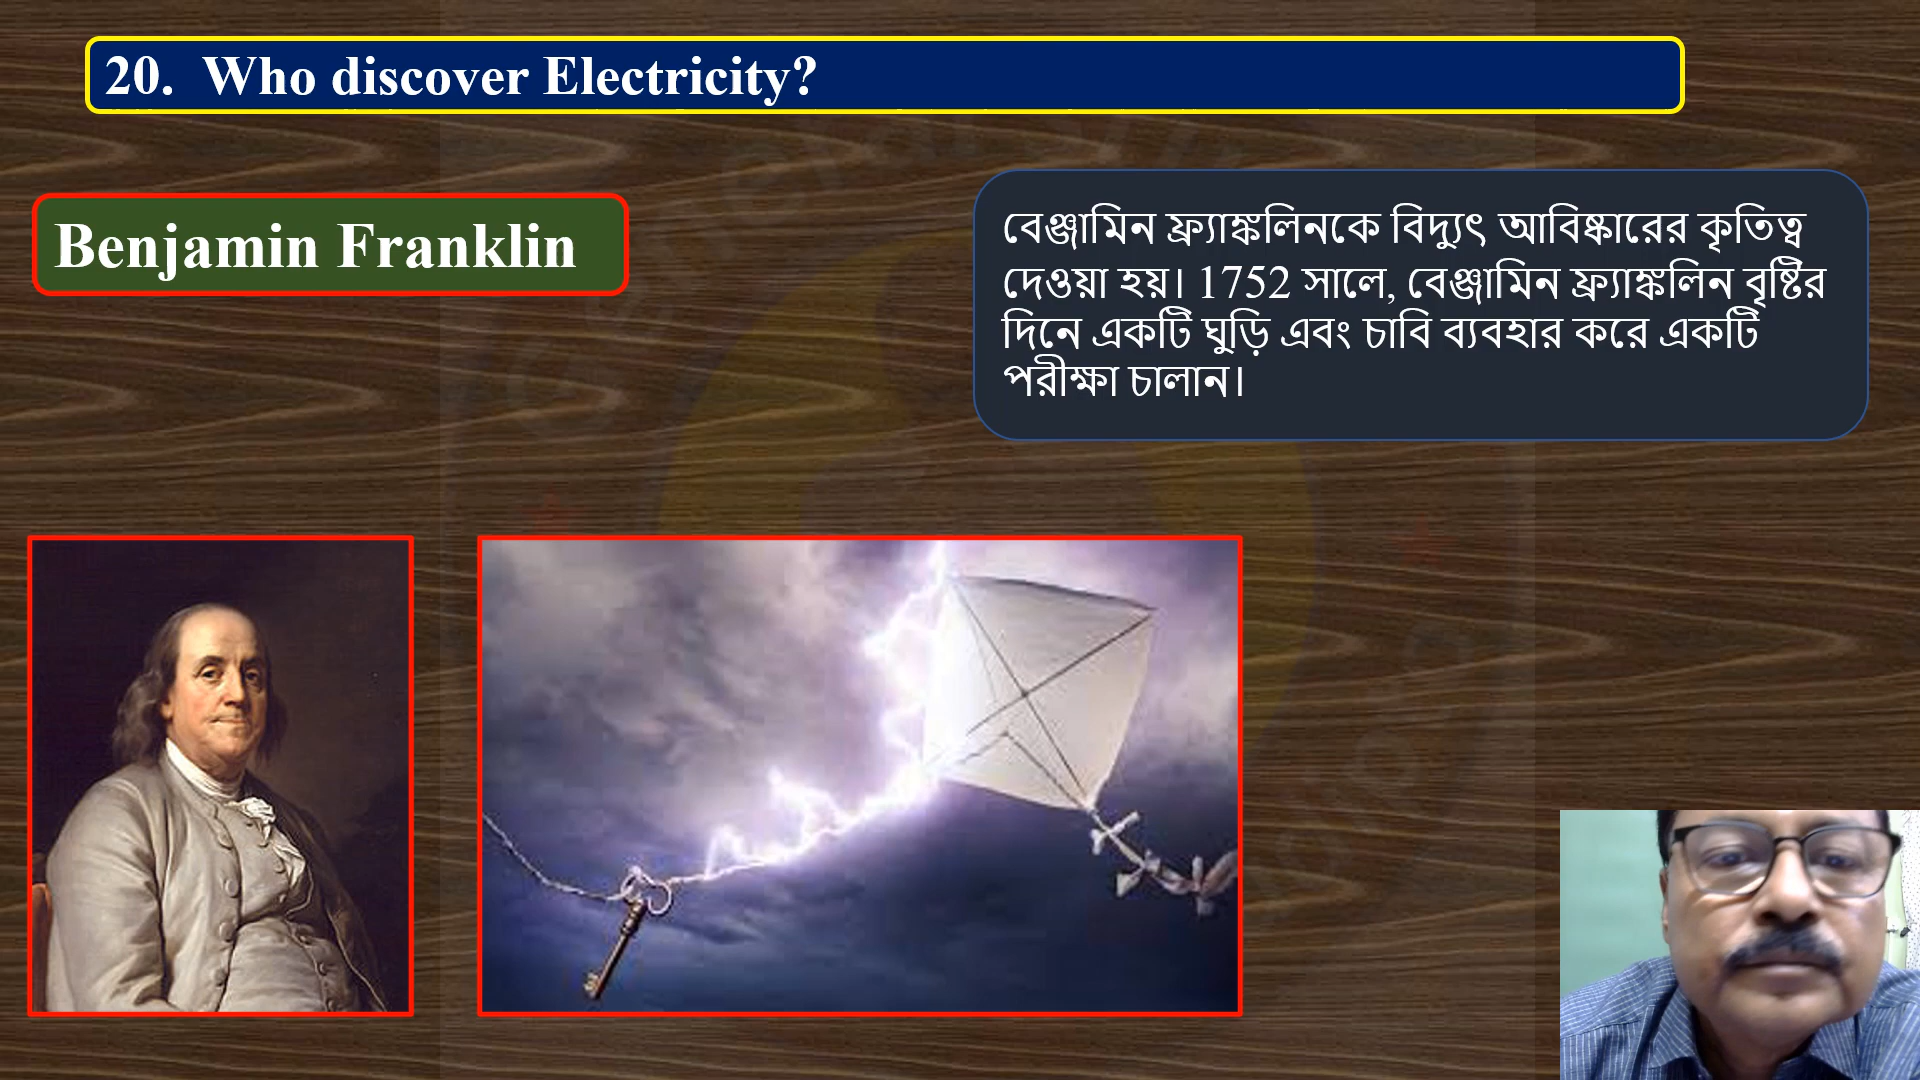 20. Who discover Electricity?
Benjamin Franklin
বেঞ্জামিন ফ্র্যাঙ্কলিনকে বিদ্যুৎ আবিষ্কারের কৃতিত্ব
দেওয়া হয়। 1752 সালে, বেঞ্জামিন ফ্র্যাঙ্কলিন বৃষ্টির
দিনে একটি ঘুড়ি এবং চাবি ব্যবহার করে একটি
পরীক্ষা চালান।